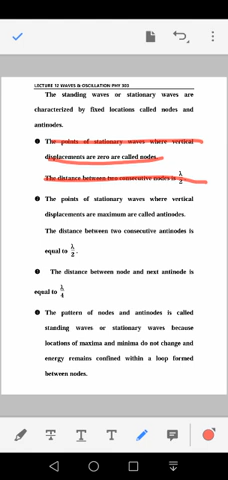 LECTURE 12 WAVES & OSCILLATION PHY 303
The standing waves or stationary waves are
characterized by fixed locations called nodes and
antinodes.
The points of stationary waves where vertical
displacements are zero are called nodes.
The distance between two consecutive nodes is λ/2
The points of stationary waves where vertical
displacements are maximum are called antinodes.
The distance between two consecutive antinodes is
equal to λ/2.
The distance between node and next antinode is
equal to λ/4
The pattern of nodes and antinodes is called
standing waves or stationary waves because
locations of maxima and minima do not change and
energy remains confined within a loop formed
between nodes.
T T T